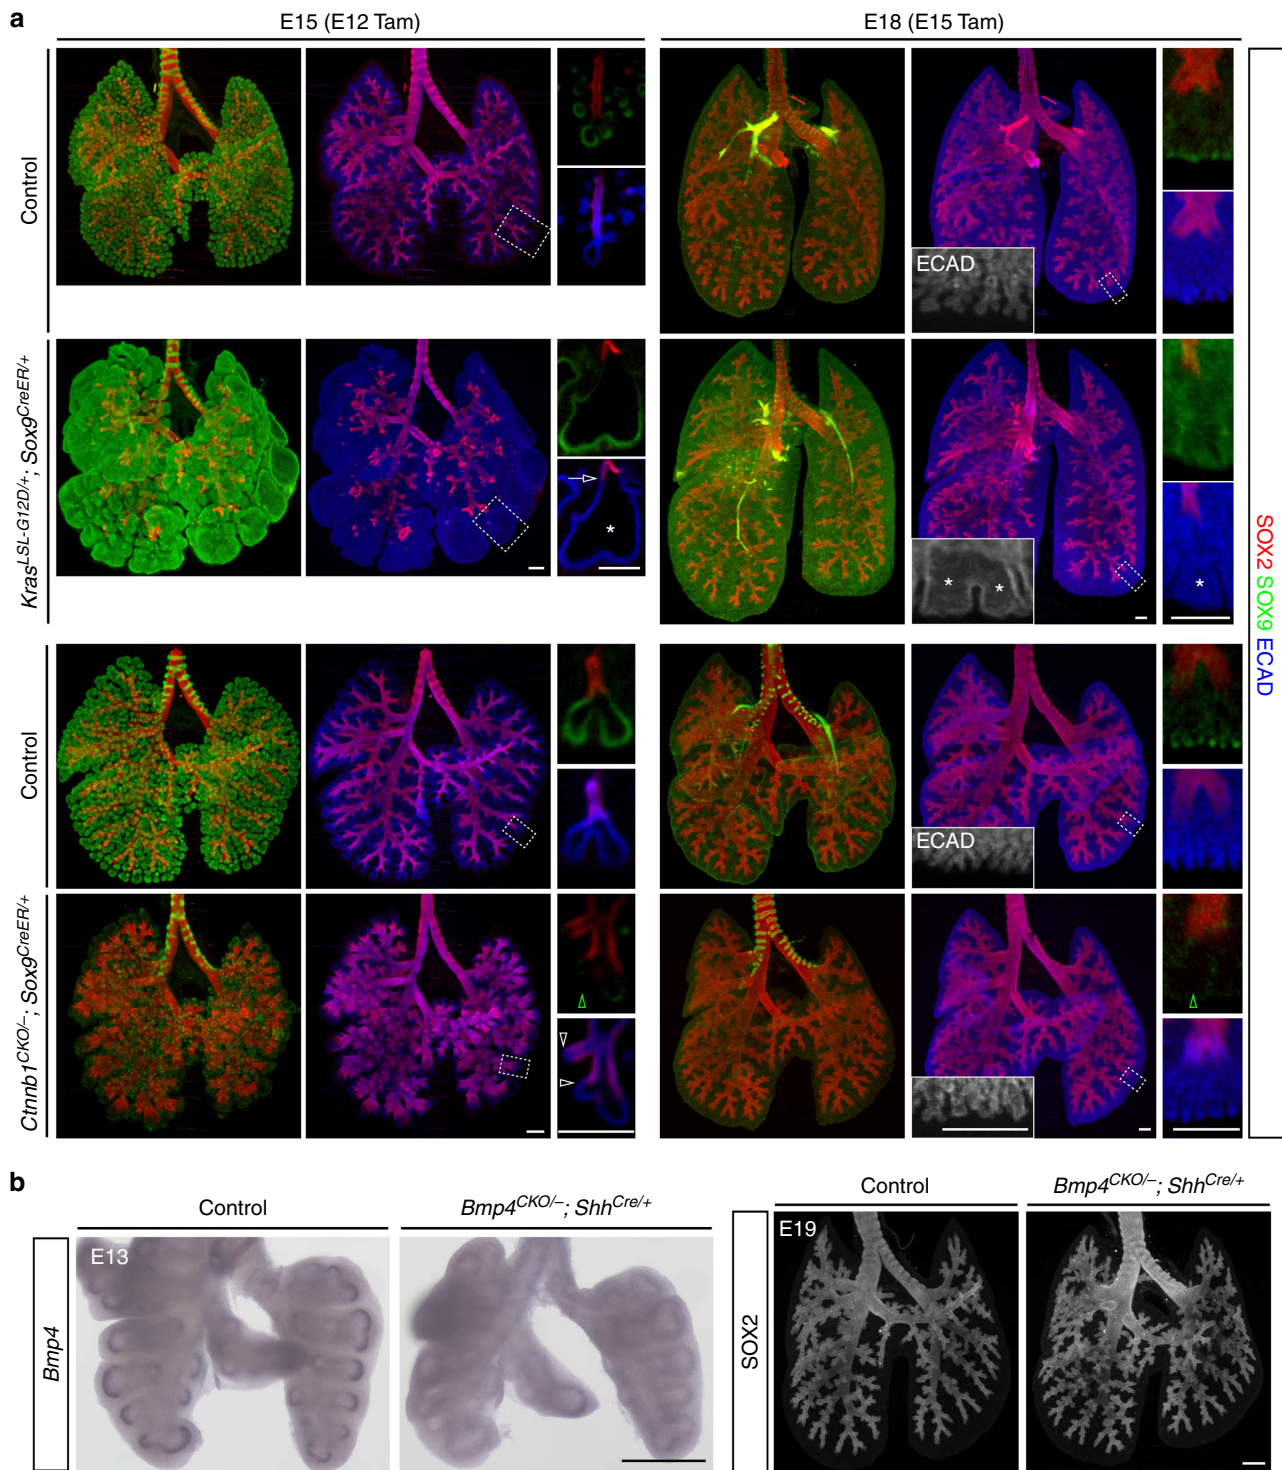 a
E15 (E12 Tam)
E18 (E15 Tam)
Control
ECAD
Kras^LSL-G12D/+; Sox9^CreER/+
*
* *
*
SOX2 SOX9 ECAD
Control
ECAD
Ctnnb1^CKO/–; Sox9^CreER/+
b
Control
Bmp4^CKO/–; Shh^Cre/+
Control
Bmp4^CKO/–; Shh^Cre/+
Bmp4
E13
SOX2
E19